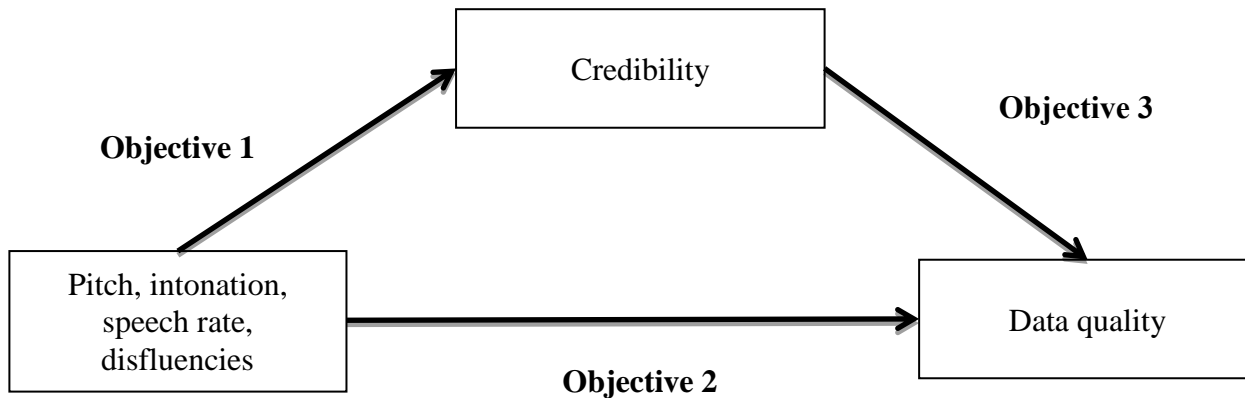 Credibility
Objective 3
Objective 1
Pitch, intonation,
speech rate,
disfluencies
Data quality
Objective 2